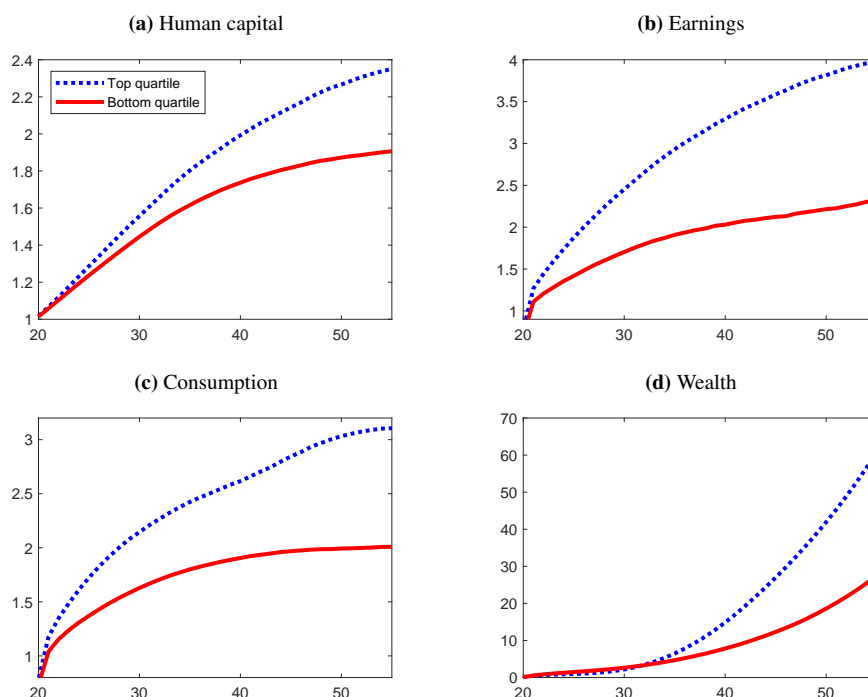 (a) Human capital
2.4
2.2
2
1.8
1.6
1.4
1.2
1
20 30 40 50
Top quartile
Bottom quartile
(b) Earnings
4
3.5
3
2.5
2
1.5
1
20 30 40 50
(c) Consumption
3
2.5
2
1.5
1
20 30 40 50
(d) Wealth
70
60
50
40
30
20
10
0
20 30 40 50